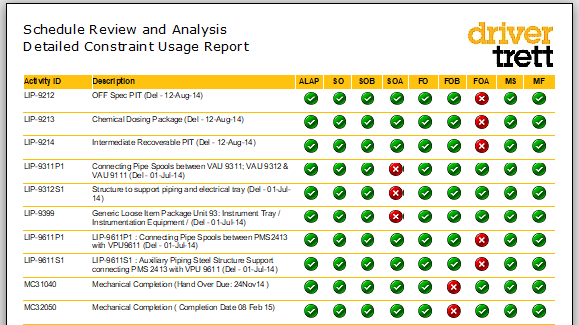 Schedule Review and Analysis
Detailed Constraint Usage Report
driver
trett
Activity ID Description ALAP SO SOB SOA FO FOB FOA MS MF
LIP-9212 OFF Spec PIT (Del - 12-Aug-14)
LIP-9213 Chemical Dosing Package (Del - 12-Aug-14)
LIP-9214 Intermediate Recoverable PIT (Del - 12-Aug-14)
LIP-9311P1 Connecting Pipe Spools between VAU 9311; VAU 9312 &
VAU 9111 (Del - 01-Jul-14)
LIP-9312S1 Structure to support piping and electrical tray (Del - 01-Jul-
14)
LIP-9399 Generic Loose Item Package Unit 93: Instrument Tray /
Instrumentation Equipment / (Del - 01-Jul-14)
LIP-9611P1 LIP-9611P1 : Connecting Pipe Spools between PMS2413
with VPU9611 (Del - 01-Jul-14)
LIP-9611S1 LIP-9611S1 : Auxiliary Piping Steel Structure Support
connecting PMS 2413 with VPU 9611 (Del - 01-Jul-14)
MC31040 Mechanical Completion (Hand Over Due: 24Nov14 )
MC32050 Mechanical Completion ( Completion Date 08 Feb 15)